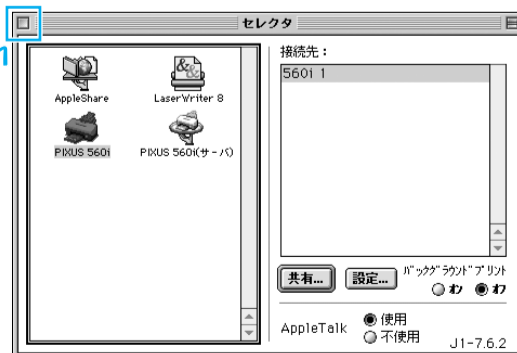 セレクタ
1
AppleShare
LaserWriter 8
PIXUS 560i
PIXUS 560i(サーバ)
接続先：
560i 1
共有...
設定...
バックグラウンドプリント
オン
オフ
AppleTalk
使用
不使用
J1-7.6.2